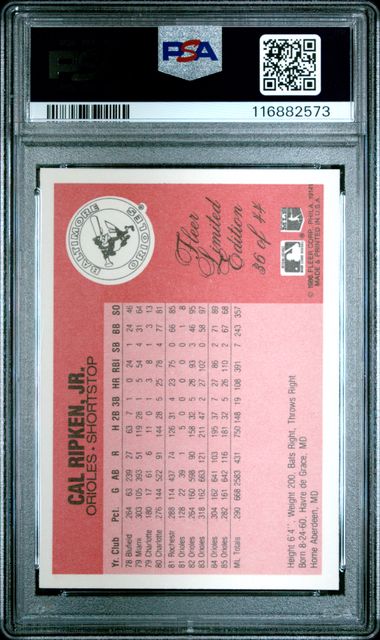 PSA
116882573
BALTIMORE
ORIOLES
Fleer
Limited
Edition
36 of 44
© 1986 FLEER CORP., PHILA. 19141
MADE & PRINTED IN U.S.A.
CAL RIPKEN, JR.
ORIOLES • SHORTSTOP
Yr. Club Pct. G AB R H 2B 3B HR RBI SB BB SO
78 Bluefield 264 63 239 27 63 7 1 0 24 1 24 46
79 Miami 303 105 393 51 119 28 1 5 54 4 31 64
79 Charlotte 180 17 61 6 11 0 1 3 8 1 3 13
80 Charlotte 276 144 522 91 144 28 5 25 78 4 77 81
81 Rochestr 288 114 437 74 126 31 4 23 75 0 66 85
81 Orioles 128 23 39 1 5 0 0 0 0 0 1 8
82 Orioles 264 160 598 90 158 32 5 28 93 3 46 95
83 Orioles 318 162 663 121 211 47 2 27 102 0 58 97
84 Orioles 304 162 641 103 195 37 7 27 86 2 71 89
85 Orioles 282 161 642 116 181 32 5 26 110 2 67 68
ML Totals 290 668 2583 431 750 148 19 108 391 7 243 357
Height 6'4" Weight 200, Bats Right, Throws Right
Born 8-24-60, Havre de Grace, MD
Home Aberdeen, MD